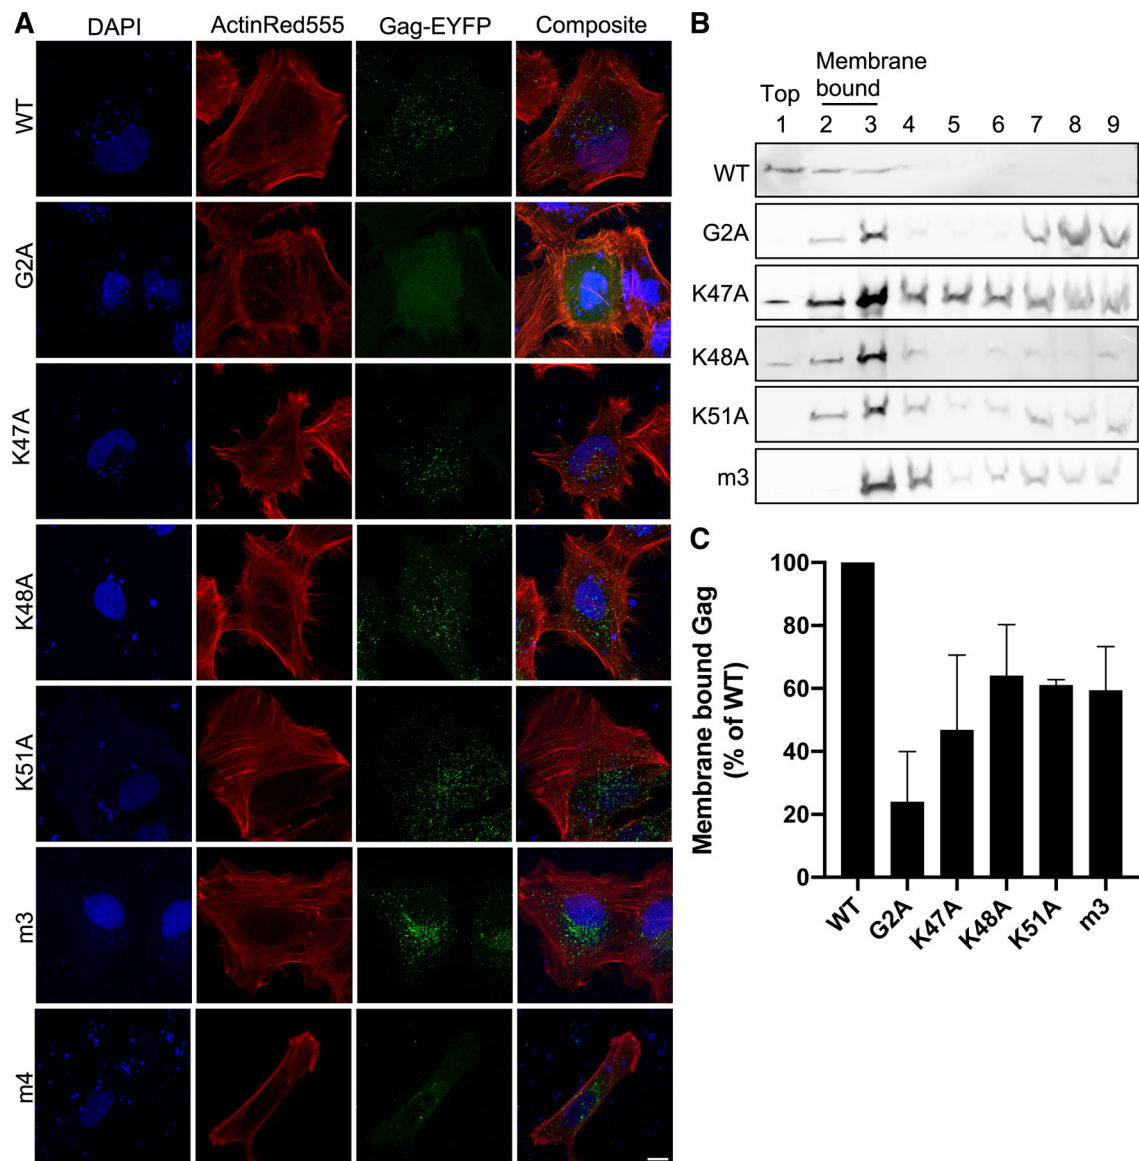 A
DAPI ActinRed555 Gag-EYFP Composite
WT
G2A
K47A
K48A
K51A
m3
m4
B
Membrane
bound
Top
1 2 3 4 5 6 7 8 9
WT
G2A
K47A
K48A
K51A
m3
C
Membrane bound Gag
(% of WT)
100
80
60
40
20
0
WT G2A K47A K48A K51A m3